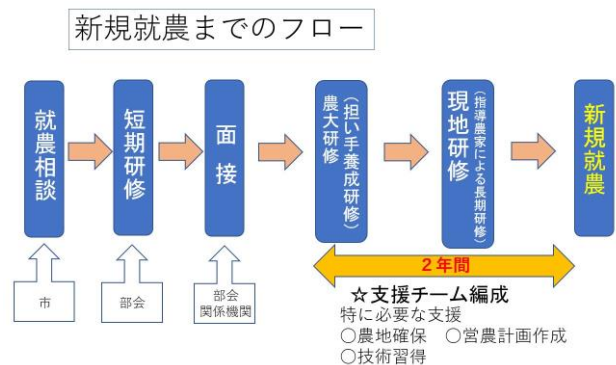 新規就農までのフロー
就農相談
短期研修
面接
農大研修
（担い手養成研修）
現地研修
（指導農家による長期研修）
新規就農
市
部会
部会
関係機関
2年間
☆支援チーム編成
特に必要な支援
○農地確保　○営農計画作成
○技術習得